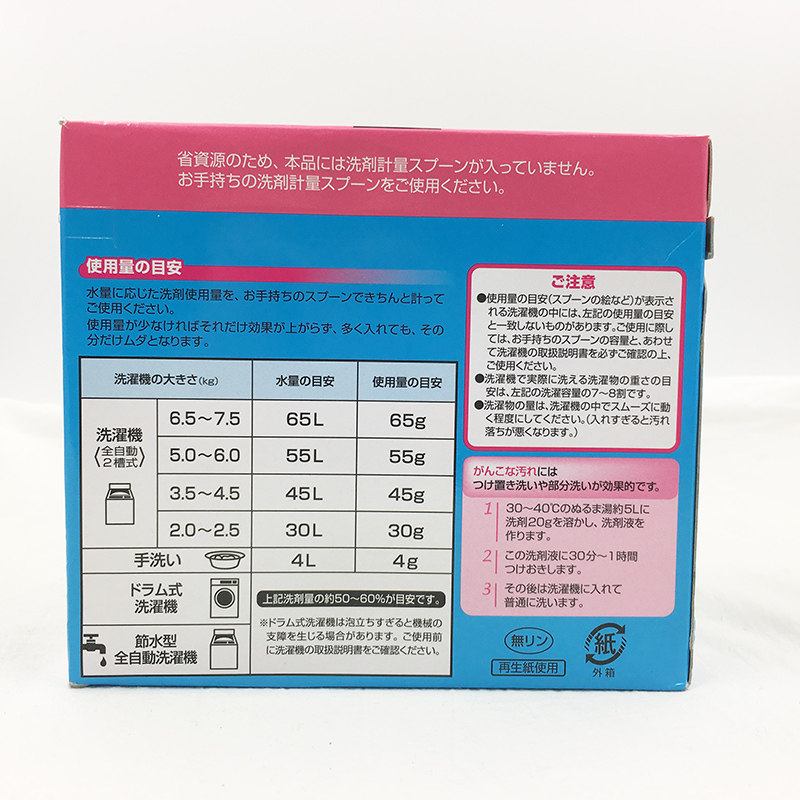 省資源のため、本品には洗剤計量スプーンが入っていません。
お手持ちの洗剤計量スプーンをご使用ください。
使用量の目安
水量に応じた洗剤使用量を、お手持ちのスプーンできちんと計って
ご使用ください。
使用量が少なければそれだけ効果が上がらず、多く入れても、その
分だけムダとなります。
洗濯機の大きさ(kg) 水量の目安 使用量の目安
洗濯機
〈全自動
2槽式〉
6.5〜7.5 65L 65g
5.0〜6.0 55L 55g
3.5〜4.5 45L 45g
2.0〜2.5 30L 30g
手洗い 4L 4g
ドラム式
洗濯機
節水型
全自動洗濯機
上記洗剤量の約50〜60%が目安です。
※ドラム式洗濯機は泡立ちすぎると機械の
支障を生じる場合があります。ご使用前
に洗濯機の取扱説明書をご確認ください。
ご注意
●使用量の目安(スプーンの絵など)が表示さ
れる洗濯機の中には、左記の使用量の目安
と一致しないものがあります。ご使用に際し
ては、お手持ちのスプーンの容量と、あわせ
て洗濯機の取扱説明書を必ずご確認の上、
ご使用ください。
●洗濯機で実際に洗える洗濯物の重さの目
安は、左記の洗濯容量の7〜8割です。
●洗濯物の量は、洗濯機の中でスムーズに動
く程度にしてください。(入れすぎると汚れ
落ちが悪くなります。)
がんこな汚れには
つけ置き洗いや部分洗いが効果的です。
1 30〜40℃のぬるま湯約5Lに
洗剤20gを溶かし、洗剤液を
作ります。
2 この洗剤液に30分〜1時間
つけおきします。
3 その後は洗濯機に入れて
普通に洗います。
無リン
再生紙使用
紙
外箱